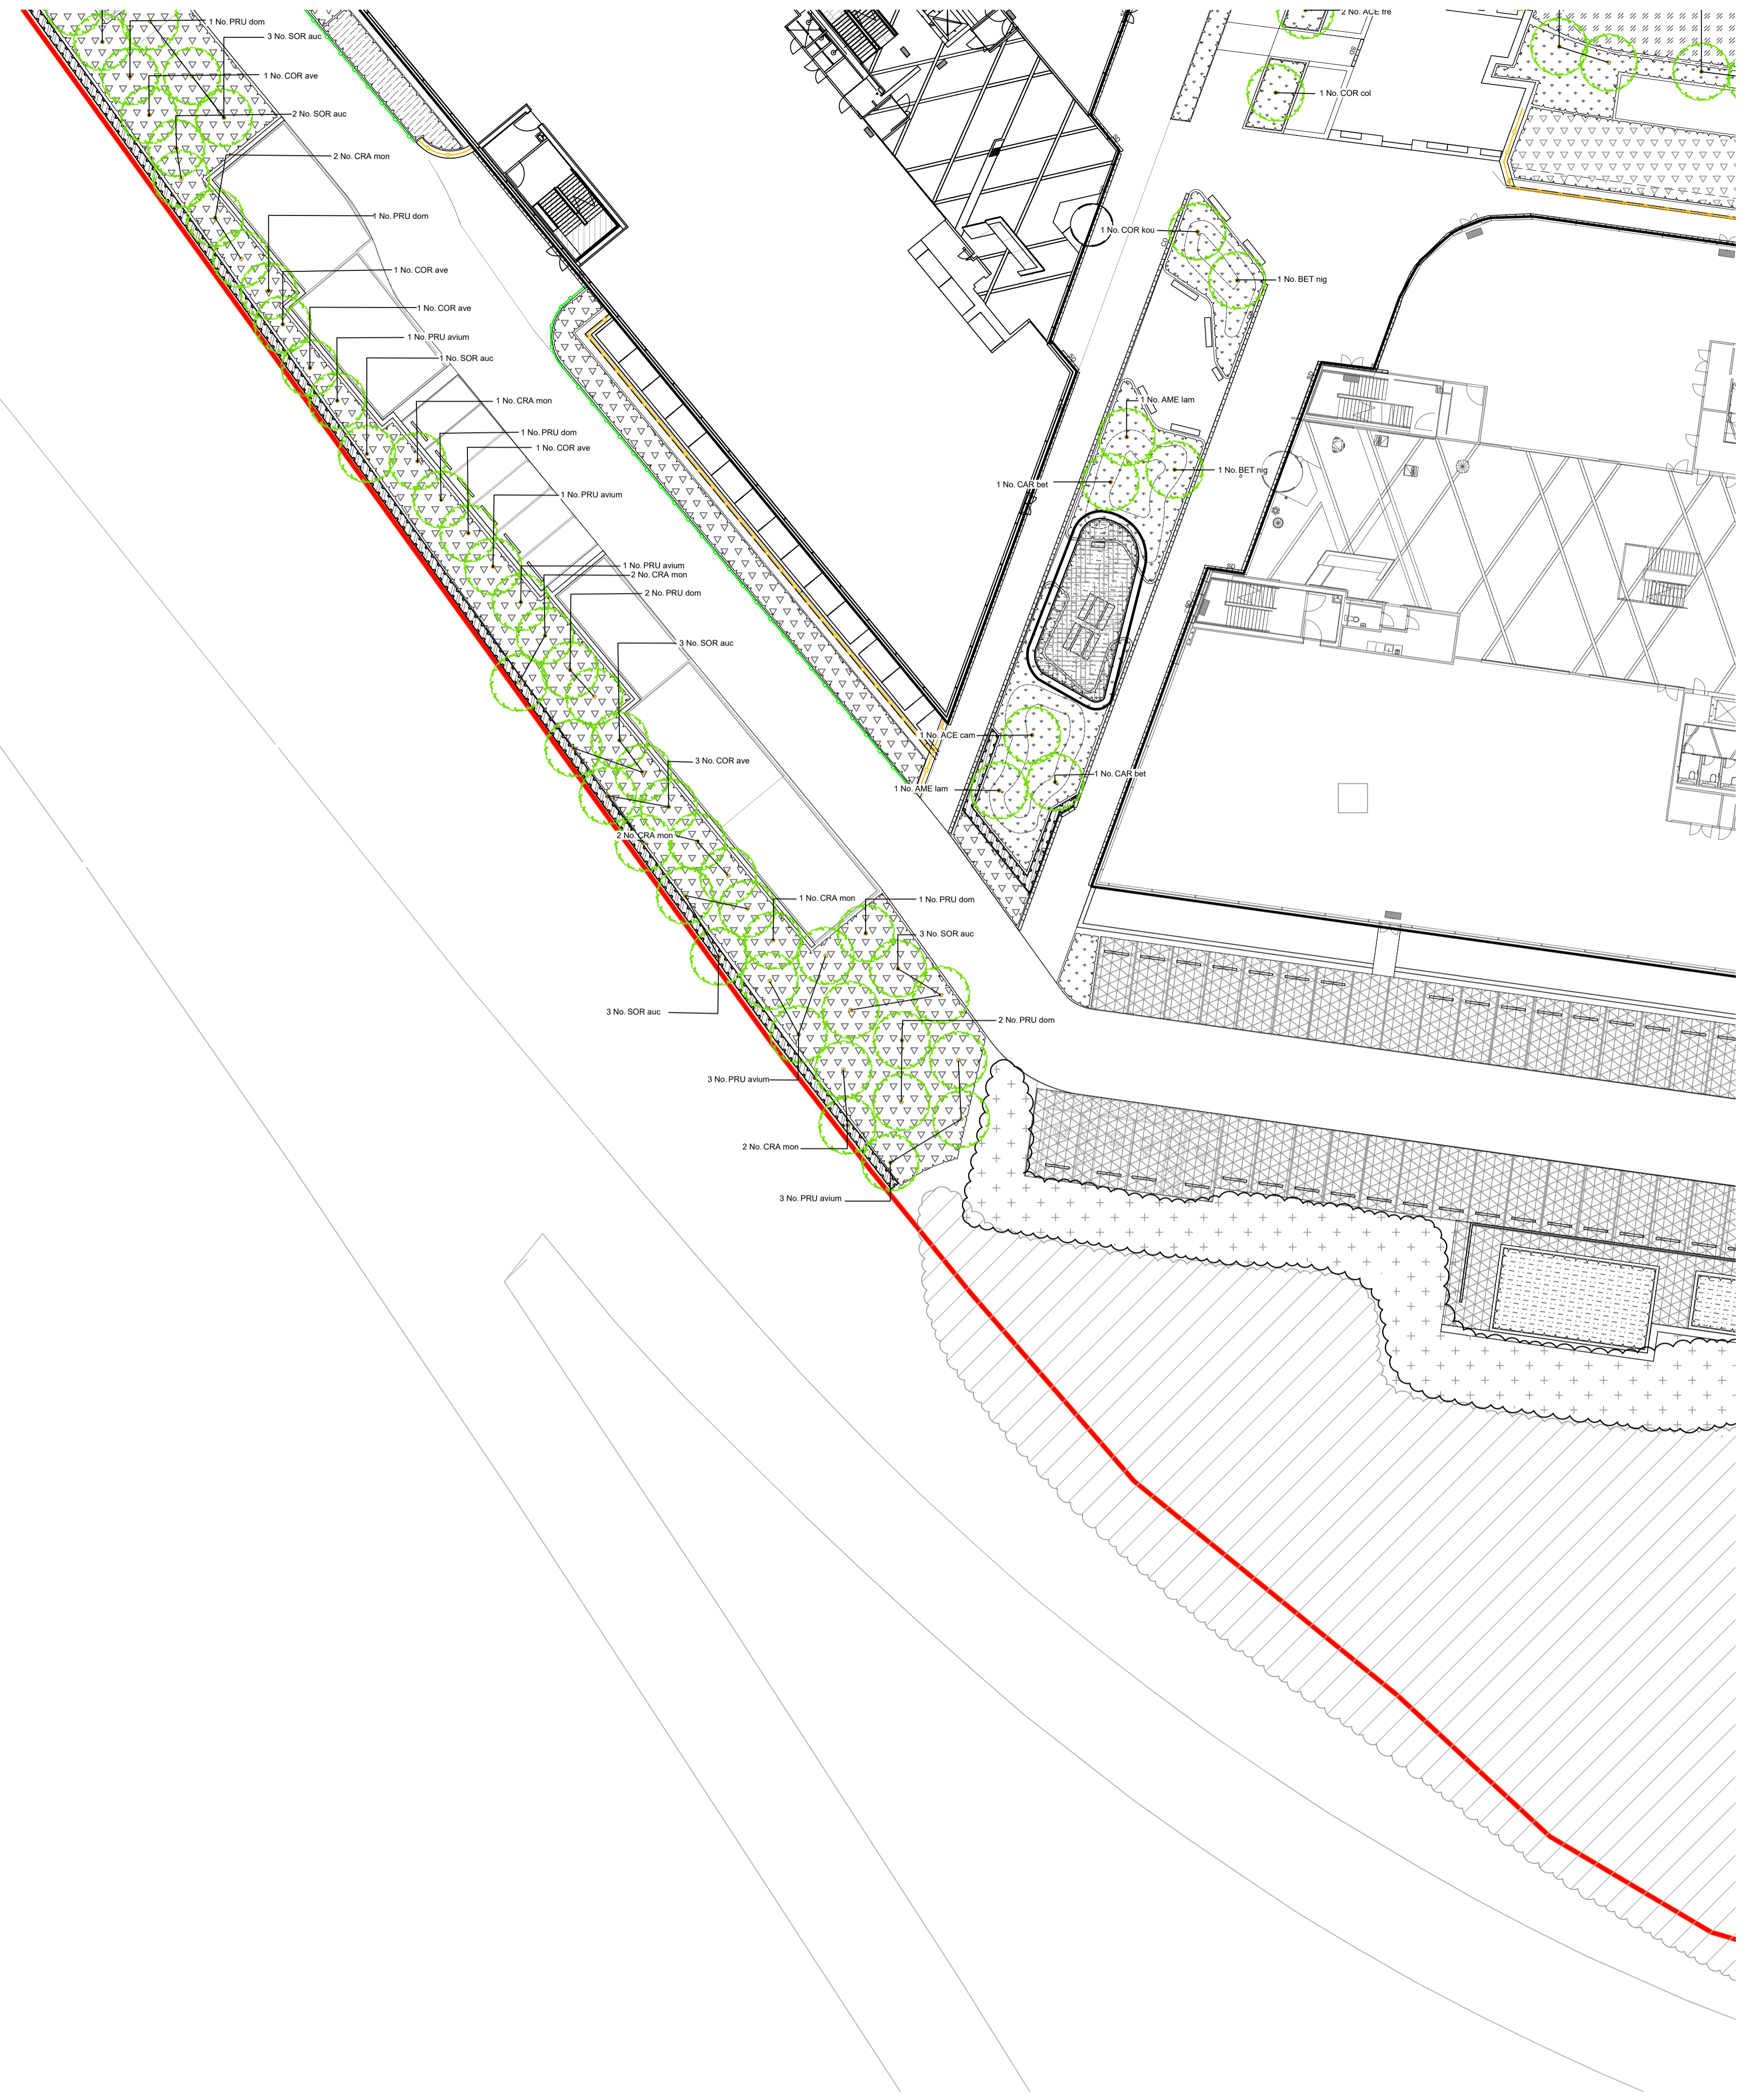 1 No. PRU dom
2 No. ACE fre
3 No. SOR auc
1 No. COR ave
1 No. COR col
2 No. SOR auc
2 No. CRA mon
1 No. PRU dom
1 No. COR kou
1 No. COR ave
1 No. BET nig
1 No. COR ave
1 No. PRU avium
1 No. SOR auc
1 No. CRA mon
1 No. AME lam
1 No. PRU dom
1 No. COR ave
1 No. BET nig
1 No. CAR bet
1 No. PRU avium
1 No. PRU avium
2 No. CRA mon
2 No. PRU dom
3 No. SOR auc
1 No. ACE cam
3 No. COR ave
1 No. CAR bet
1 No. AME lam
2 No. CRA mon
1 No. CRA mon
1 No. PRU dom
3 No. SOR auc
3 No. SOR auc
2 No. PRU dom
3 No. PRU avium
2 No. CRA mon
3 No. PRU avium